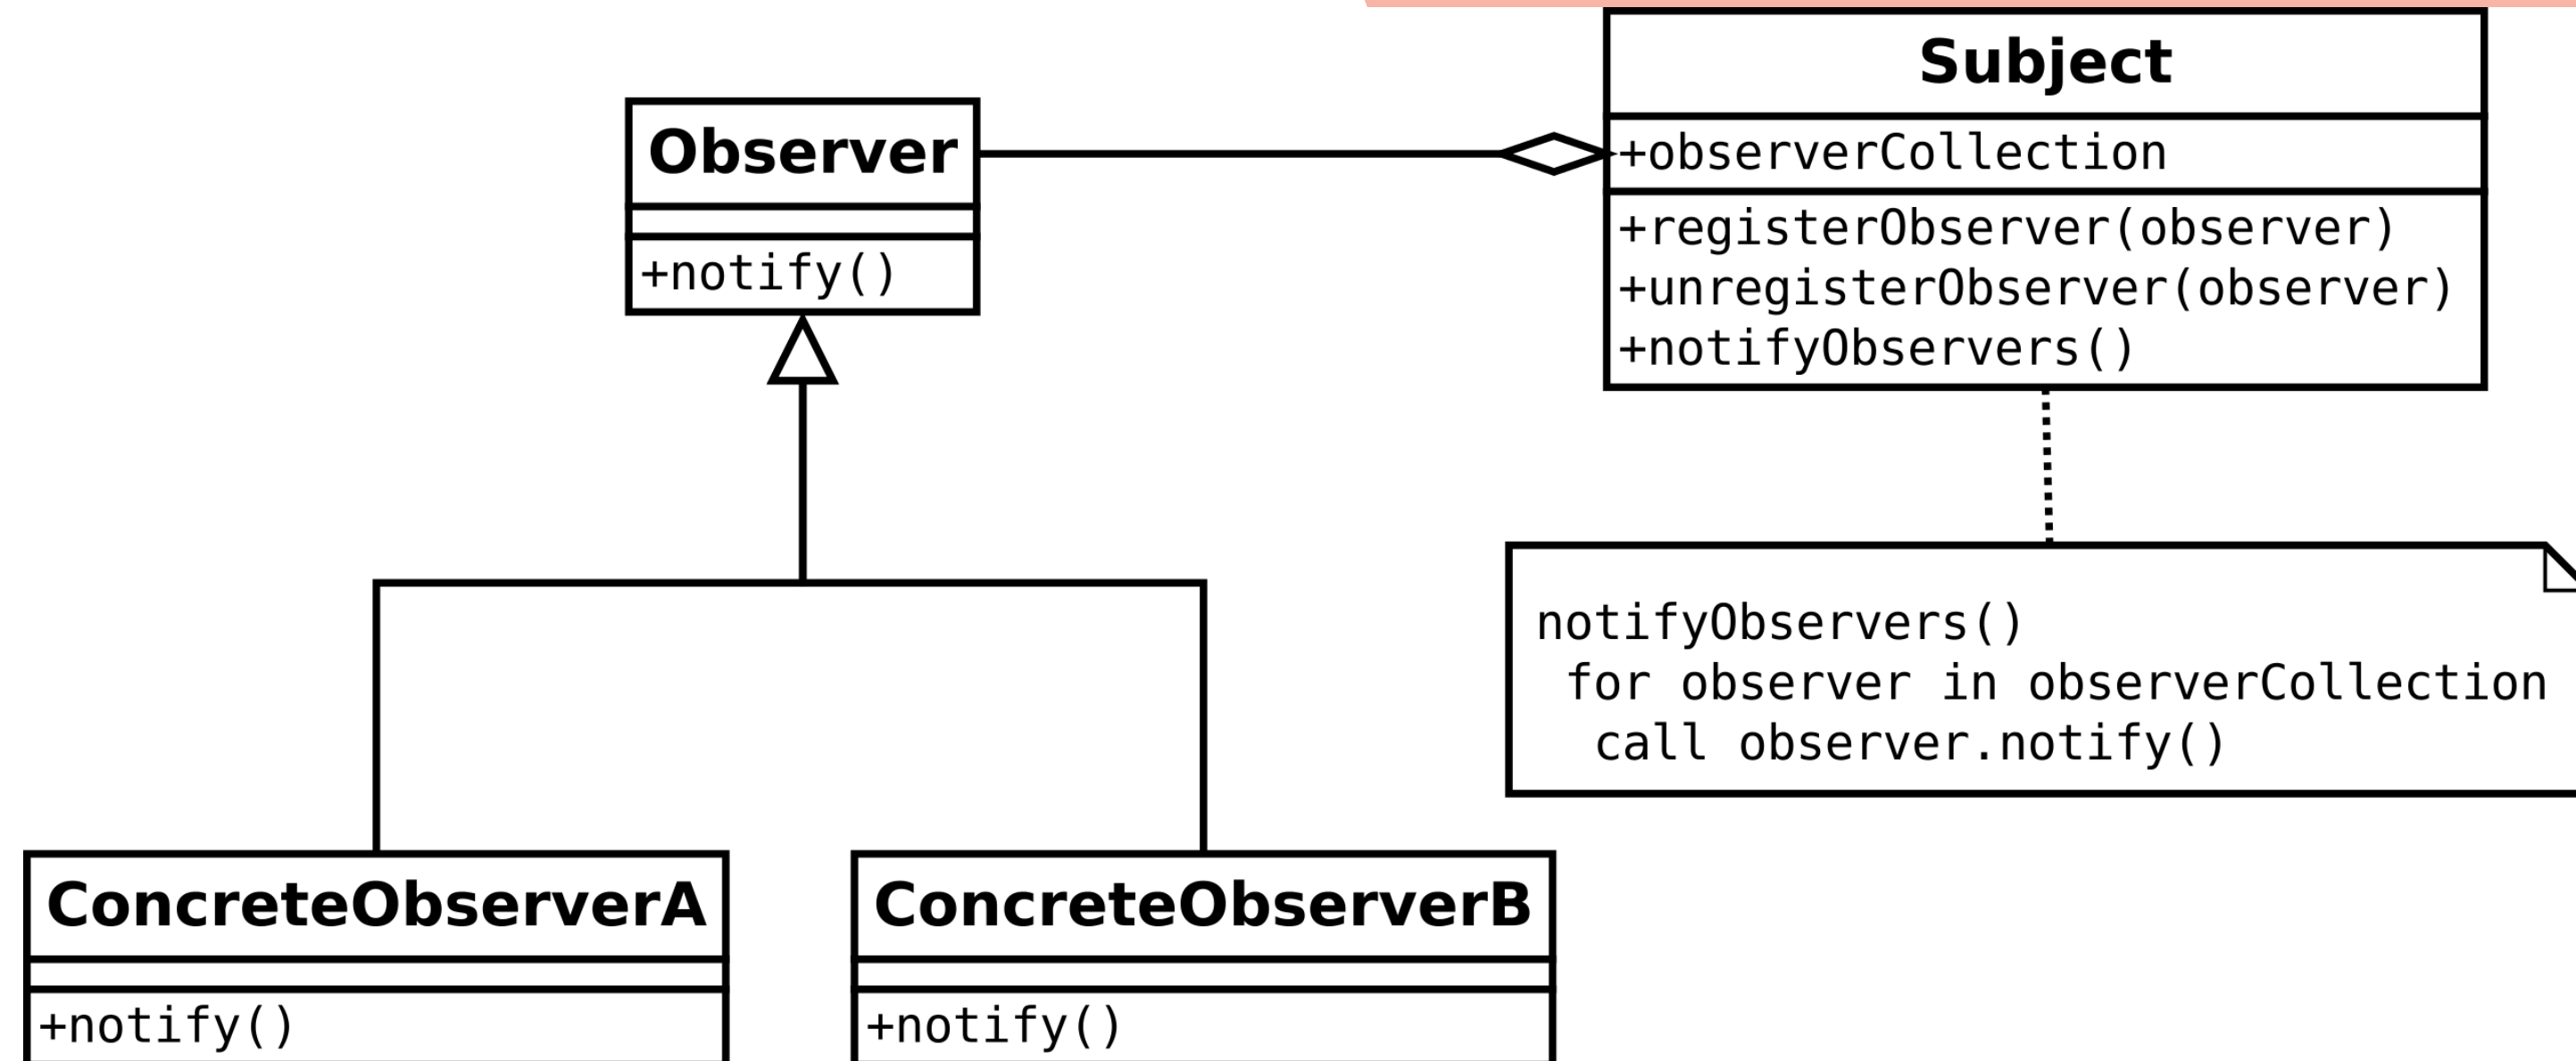 Subject
+observerCollection
+registerObserver(observer)
+unregisterObserver(observer)
+notifyObservers()
Observer
+notify()
notifyObservers()
 for observer in observerCollection
  call observer.notify()
ConcreteObserverA
+notify()
ConcreteObserverB
+notify()